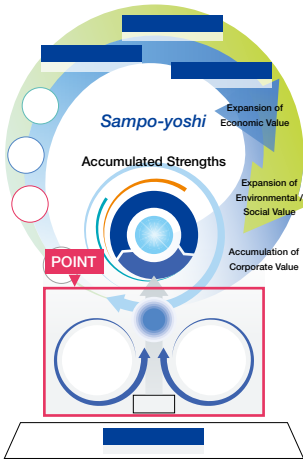 Sampo-yoshi
Accumulated Strengths
Expansion of
Economic Value
Expansion of
Environmental /
Social Value
Accumulation of
Corporate Value
POINT